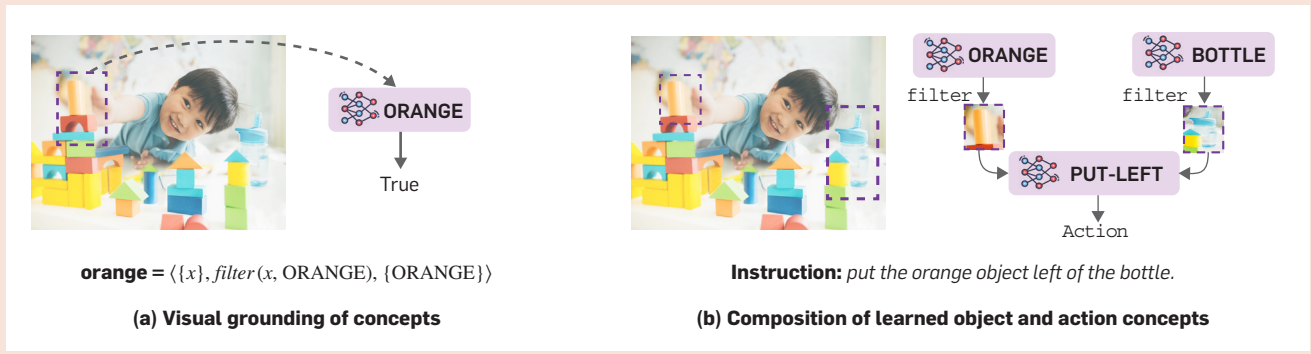 ORANGE
True
orange = ⟨{x}, filter(x, ORANGE), {ORANGE}⟩
(a) Visual grounding of concepts
ORANGE
BOTTLE
filter
filter
PUT-LEFT
Action
Instruction: put the orange object left of the bottle.
(b) Composition of learned object and action concepts